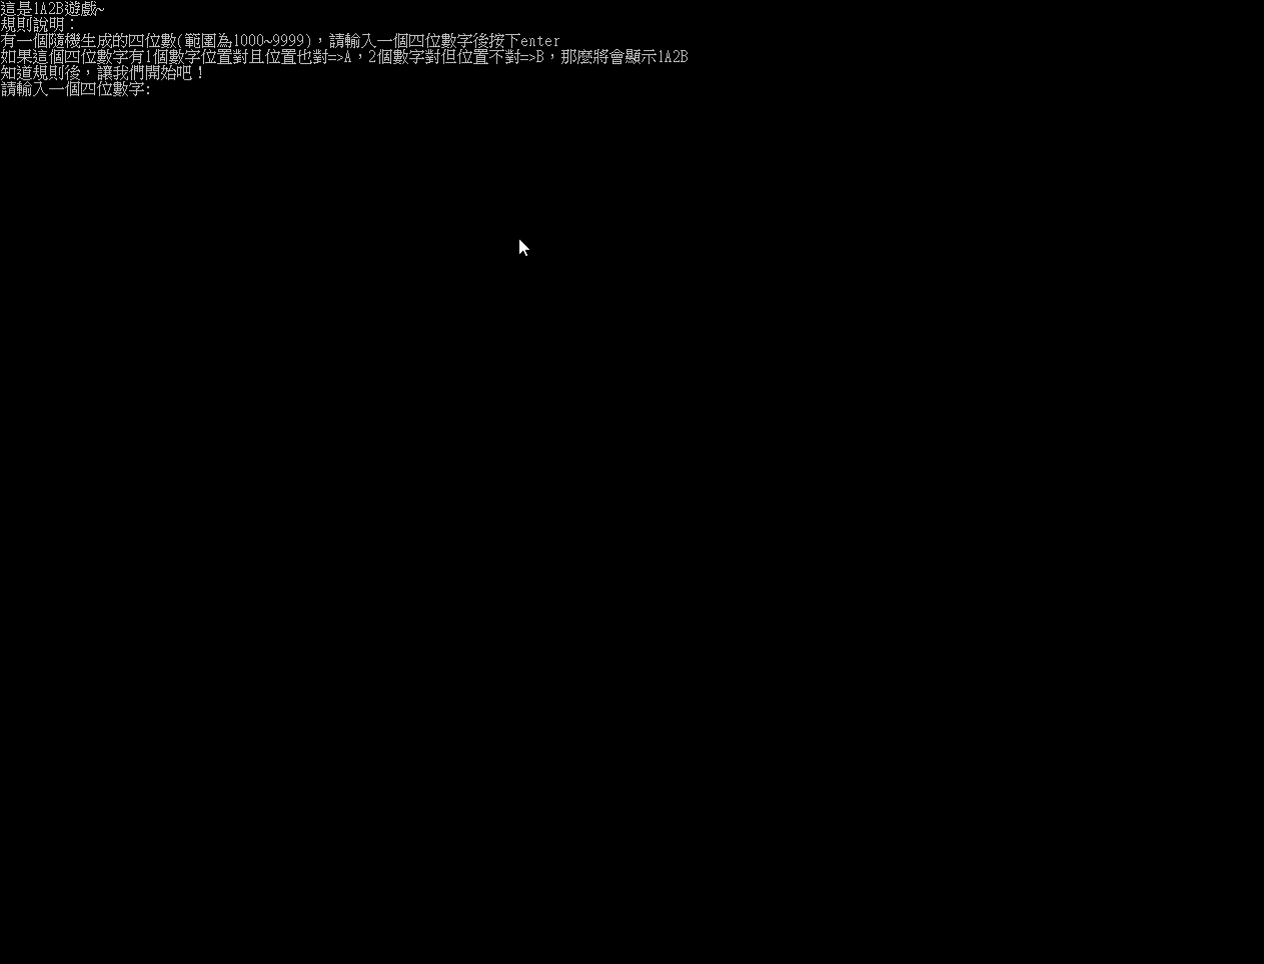 這是1A2B遊戲~
規則說明：
有一個隨機生成的四位數(範圍為1000~9999)，請輸入一個四位數字後按下enter
如果這個四位數字有1個數字位置對且位置也對=>A，2個數字對但位置不對=>B，那麼將會顯示1A2B
知道規則後，讓我們開始吧！
請輸入一個四位數字: